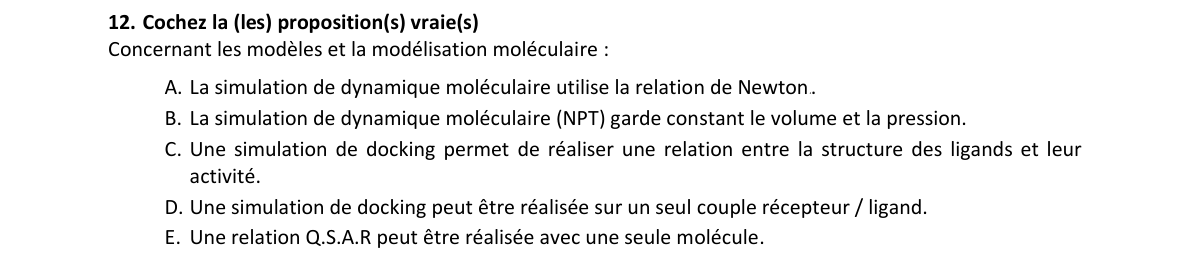 12. Cochez la (les) proposition(s) vraie(s)
Concernant les modèles et la modélisation moléculaire :
A. La simulation de dynamique moléculaire utilise la relation de Newton..
B. La simulation de dynamique moléculaire (NPT) garde constant le volume et la pression.
C. Une simulation de docking permet de réaliser une relation entre la structure des ligands et leur
activité.
D. Une simulation de docking peut être réalisée sur un seul couple récepteur / ligand.
E. Une relation Q.S.A.R peut être réalisée avec une seule molécule.